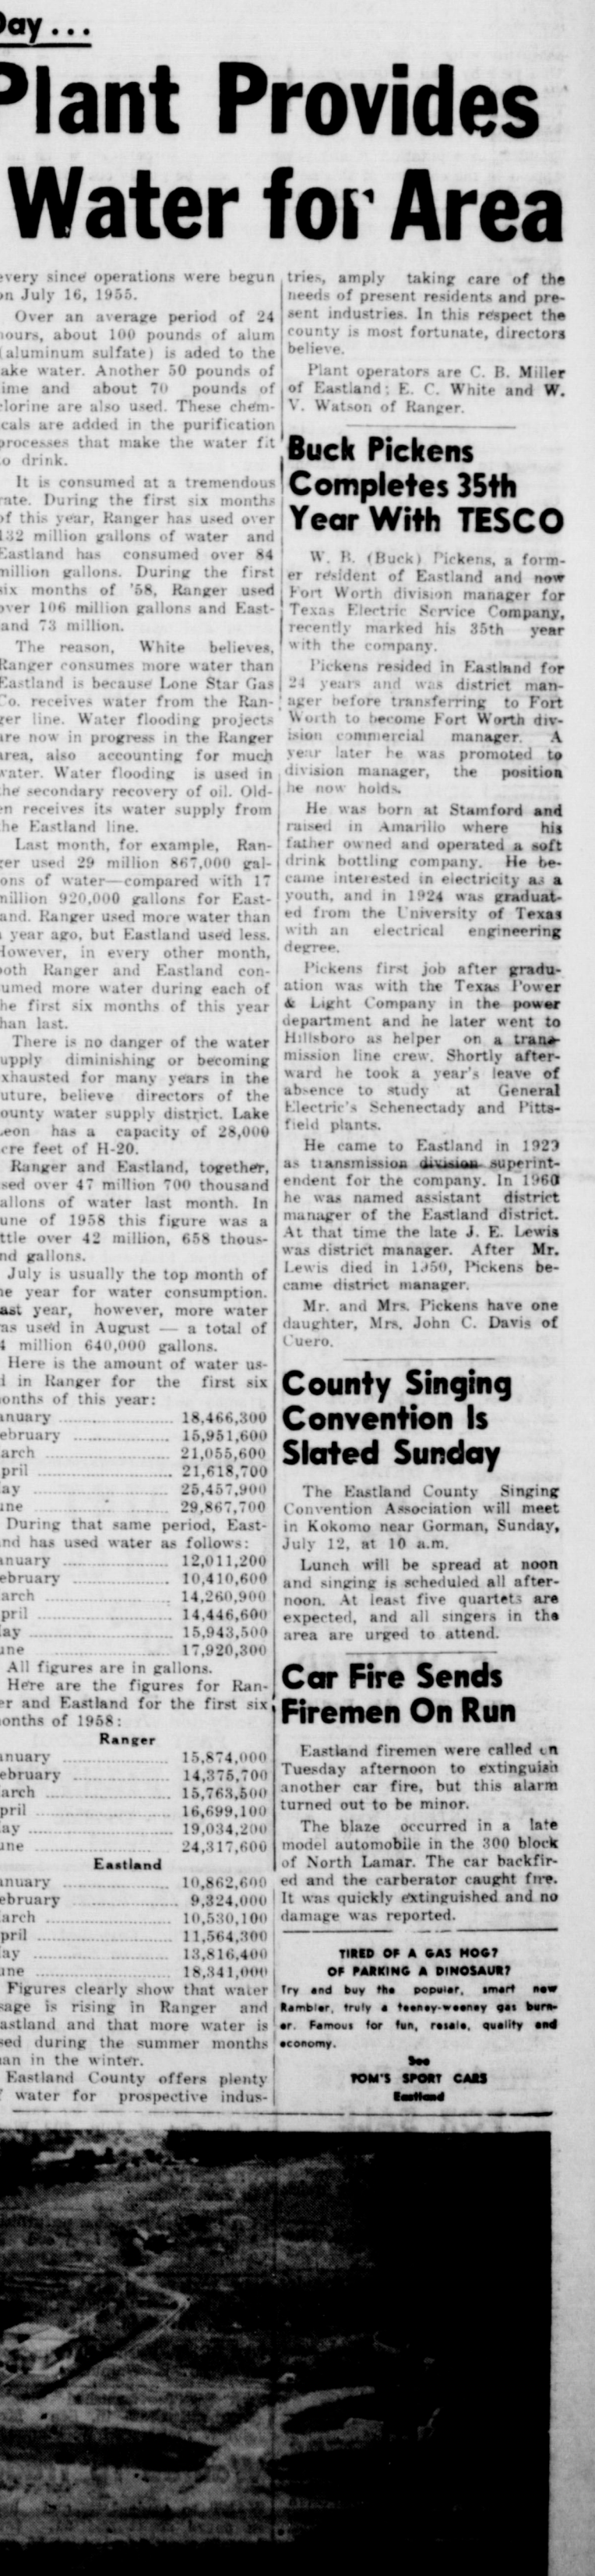 Day...
Plant Provides
Water for Area
every since operations were begun
on July 16, 1955.
Over an average period of 24
hours, about 100 pounds of alum
(aluminum sulfate) is aded to the
lake water. Another 50 pounds of
lime and about 70 pounds of
clorine are also used. These chem-
icals are added in the purification
processes that make the water fit
to drink.
It is consumed at a tremendous
rate. During the first six months
of this year, Ranger has used over
132 million gallons of water and
Eastland has consumed over 84
million gallons. During the first
six months of '58, Ranger used
over 106 million gallons and East-
land 73 million.
The reason, White believes,
Ranger consumes more water than
Eastland is because Lone Star Gas
Co. receives water from the Ran-
ger line. Water flooding projects
are now in progress in the Ranger
area, also accounting for much
water. Water flooding is used in
the secondary recovery of oil. Old-
en receives its water supply from
the Eastland line.
Last month, for example, Ran-
ger used 29 million 867,000 gal-
lons of water—compared with 17
million 920,000 gallons for East-
land. Ranger used more water than
a year ago, but Eastland used less.
However, in every other month,
both Ranger and Eastland con-
sumed more water during each of
the first six months of this year
than last.
There is no danger of the water
supply diminishing or becoming
exhausted for many years in the
future, believe directors of the
county water supply district. Lake
Leon has a capacity of 28,000
acre feet of H-20.
Ranger and Eastland, together,
used over 47 million 700 thousand
gallons of water last month. In
June of 1958 this figure was a
little over 42 million, 658 thous-
and gallons.
July is usually the top month of
the year for water consumption.
Last year, however, more water
was used in August — a total of
4 million 640,000 gallons.
Here is the amount of water us-
ed in Ranger for the first six
months of this year:
January 18,466,300
February 15,951,600
March 21,055,600
April 21,618,700
May 25,457,900
June 29,867,700
During that same period, East-
land has used water as follows:
January 12,011,200
February 10,410,600
March 14,260,900
April 14,446,600
May 15,943,500
June 17,920,300
All figures are in gallons.
Here are the figures for Ran-
ger and Eastland for the first six
months of 1958:
Ranger
January 15,874,000
February 14,375,700
March 15,763,500
April 16,699,100
May 19,034,200
June 24,317,600
Eastland
January 10,862,600
February 9,324,000
March 10,530,100
April 11,564,300
May 13,816,400
June 18,341,000
Figures clearly show that water
usage is rising in Ranger and
Eastland and that more water is
used during the summer months
than in the winter.
Eastland County offers plenty
of water for prospective indus-
tries, amply taking care of the
needs of present residents and pre-
sent industries. In this respect the
county is most fortunate, directors
believe.
Plant operators are C. B. Miller
of Eastland; E. C. White and W.
V. Watson of Ranger.
Buck Pickens
Completes 35th
Year With TESCO
W. B. (Buck) Pickens, a form-
er resident of Eastland and now
Fort Worth division manager for
Texas Electric Service Company,
recently marked his 35th year
with the company.
Pickens resided in Eastland for
24 years and was district man-
ager before transferring to Fort
Worth to become Fort Worth div-
ision commercial manager. A
year later he was promoted to
division manager, the position
he now holds.
He was born at Stamford and
raised in Amarillo where his
father owned and operated a soft
drink bottling company. He be-
came interested in electricity as a
youth, and in 1924 was graduat-
ed from the University of Texas
with an electrical engineering
degree.
Pickens first job after gradu-
ation was with the Texas Power
& Light Company in the power
department and he later went to
Hillsboro as helper on a trans-
mission line crew. Shortly after-
ward he took a year's leave of
absence to study at General
Electric's Schenectady and Pitts-
field plants.
He came to Eastland in 1929
as transmission division superint-
endent for the company. In 1960
he was named assistant district
manager of the Eastland district.
At that time the late J. E. Lewis
was district manager. After Mr.
Lewis died in 1950, Pickens be-
came district manager.
Mr. and Mrs. Pickens have one
daughter, Mrs. John C. Davis of
Cuero.
County Singing
Convention Is
Slated Sunday
The Eastland County Singing
Convention Association will meet
in Kokomo near Gorman, Sunday,
July 12, at 10 a.m.
Lunch will be spread at noon
and singing is scheduled all after-
noon. At least five quartets are
expected, and all singers in the
area are urged to attend.
Car Fire Sends
Firemen On Run
Eastland firemen were called on
Tuesday afternoon to extinguish
another car fire, but this alarm
turned out to be minor.
The blaze occurred in a late
model automobile in the 300 block
of North Lamar. The car backfir-
ed and the carberator caught fire.
It was quickly extinguished and no
damage was reported.
TIRED OF A GAS HOG?
OF PARKING A DINOSAUR?
Try and buy the popular, smart new
Rambler, truly a teeney-weeney gas burn-
er. Famous for fun, resale, quality and
economy.
See
TOM'S SPORT CARS
Eastland